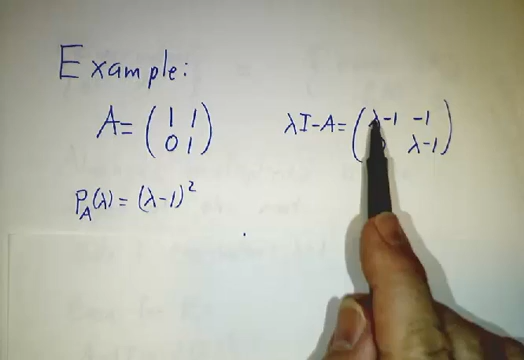 Example:
A = ( 1 1 λI-A = ( λ-1 -1
0 1 ) λ-1 )
P_A(λ) = (λ-1)²